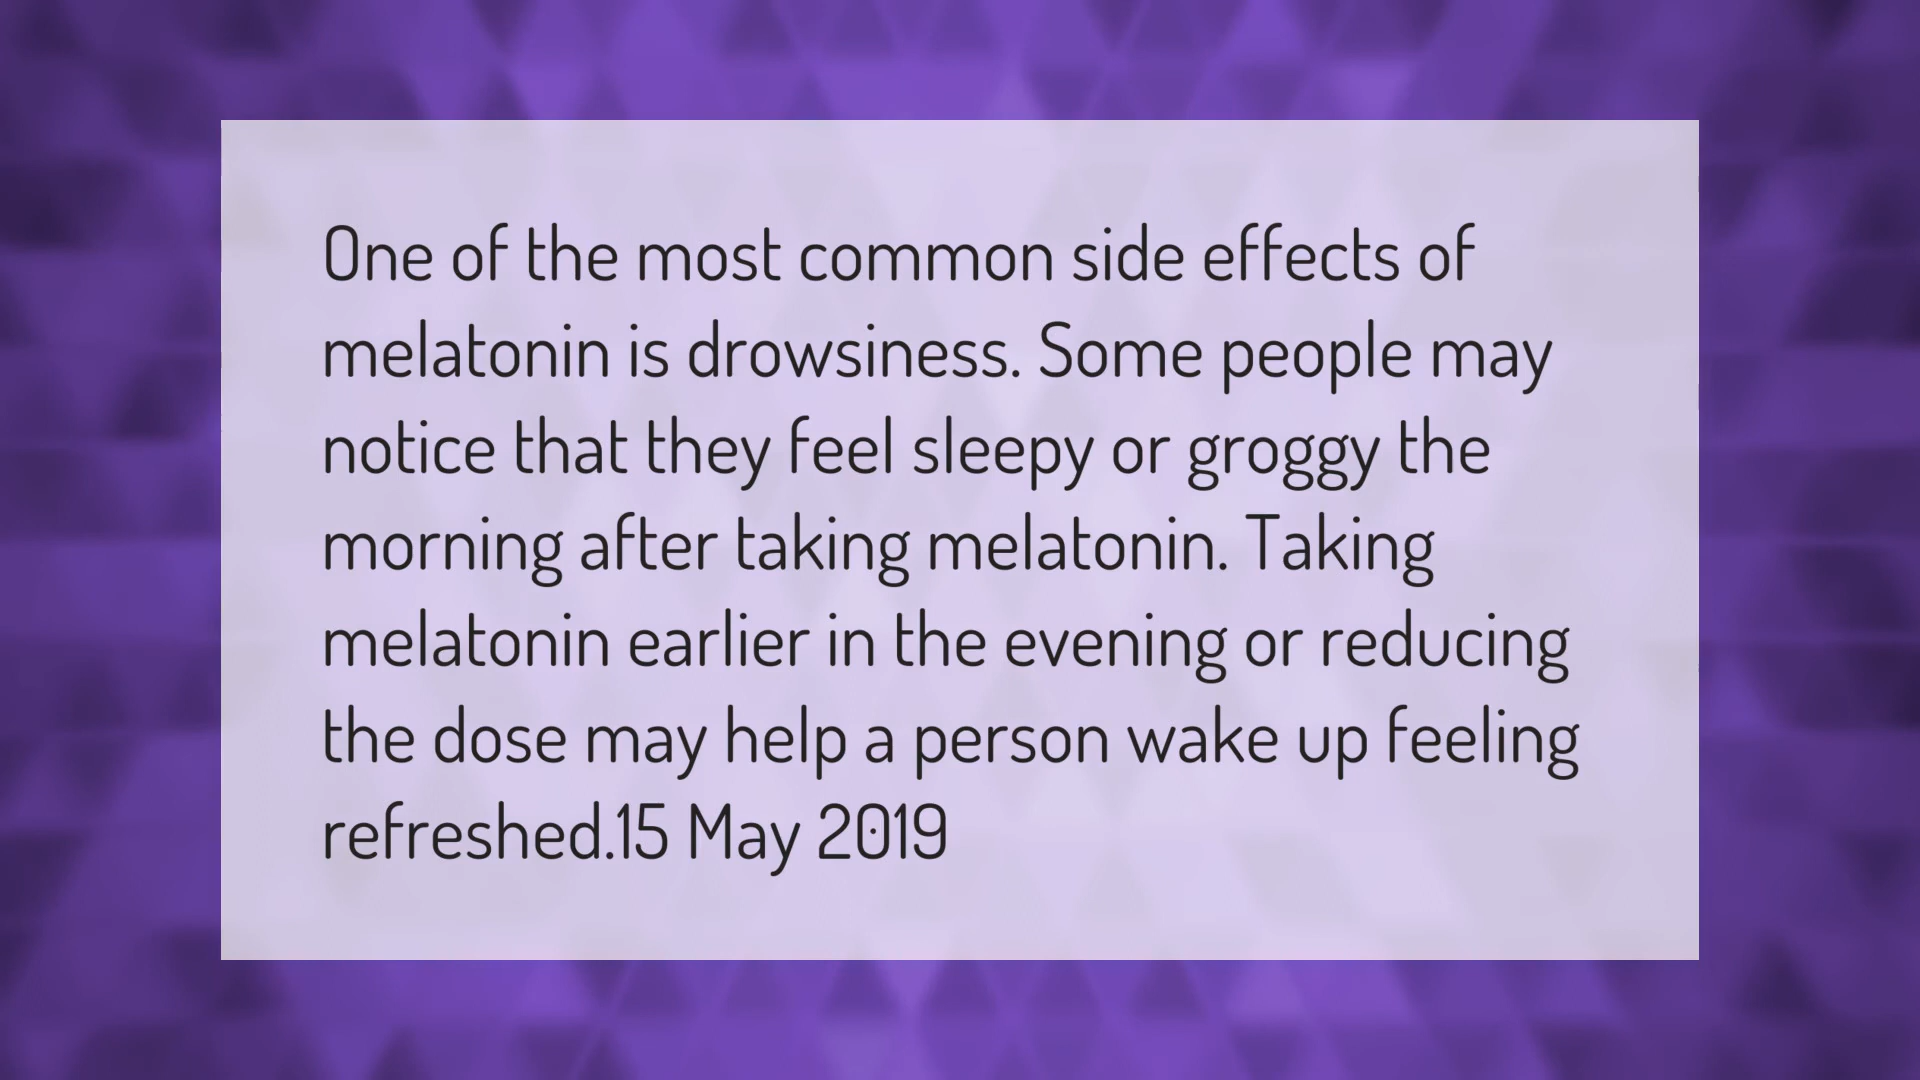 One of the most common side effects of
melatonin is drowsiness. Some people may
notice that they feel sleepy or groggy the
morning after taking melatonin. Taking
melatonin earlier in the evening or reducing
the dose may help a person wake up feeling
refreshed.15 May 2019